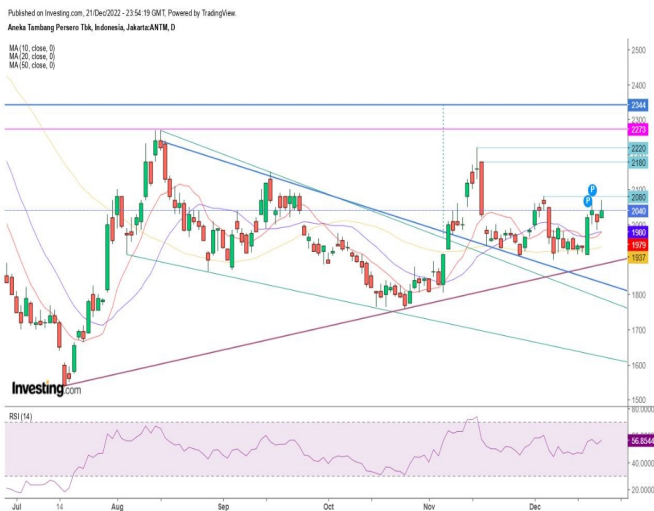 Published on Investing.com, 21/Dec/2022 - 23:54:19 GMT, Powered by TradingView.
Aneka Tambang Persero Tbk, Indonesia, Jakarta:ANTM, D
MA (10, close, 0)
MA (20, close, 0)
MA (50, close, 0)
2500
2400
2344
2273
2220
2180
2100
2080
2040
1980
1979
1937
1800
1700
1600
1500
P
P
Investing.com
RSI (14)
80.0000
56.8544
40.0000
20.0000
Jul
14
Aug
Sep
Oct
Nov
Dec